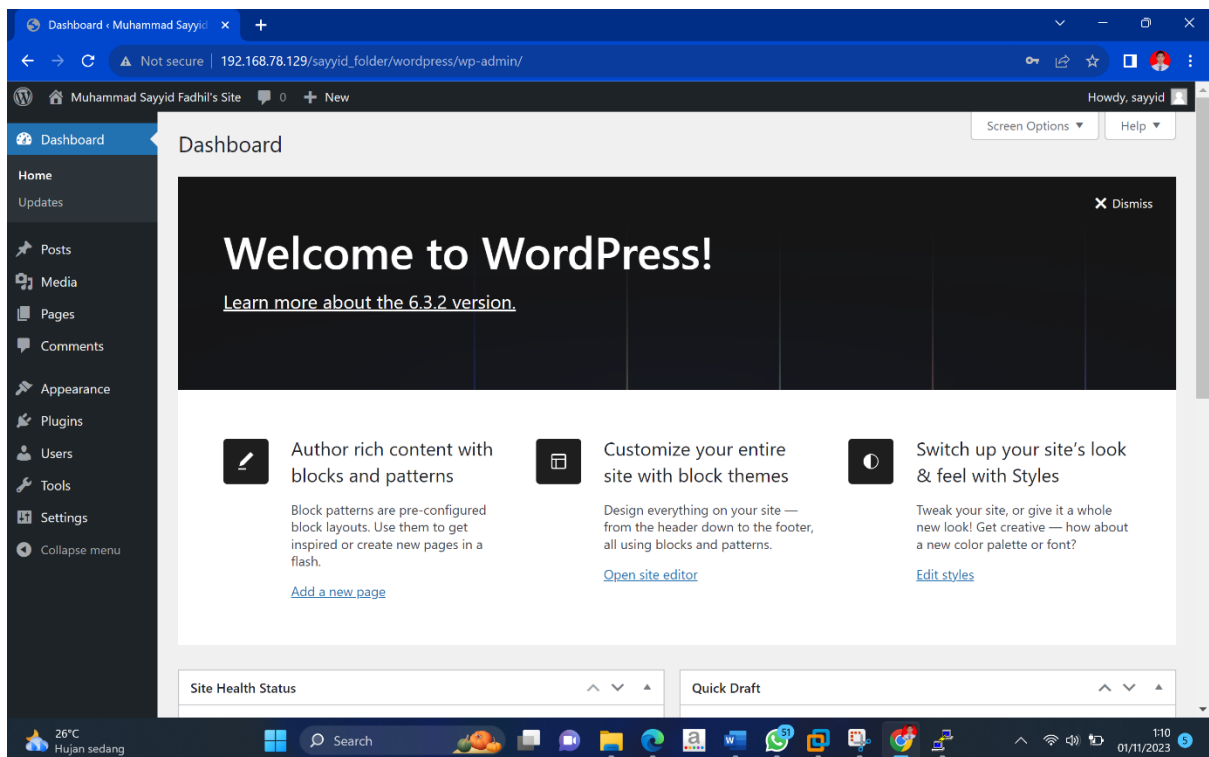 Dashboard ‹ Muhammad Sayyid
Not secure | 192.168.78.129/sayyid_folder/wordpress/wp-admin/
Muhammad Sayyid Fadhil's Site 0 + New Howdy, sayyid
Screen Options ▼ Help ▼
Dashboard
Home
Updates
Posts
Media
Pages
Comments
Appearance
Plugins
Users
Tools
Settings
Collapse menu
Dashboard
Dismiss
Welcome to WordPress!
Learn more about the 6.3.2 version.
Author rich content with
blocks and patterns
Block patterns are pre-configured
block layouts. Use them to get
inspired or create new pages in a
flash.
Add a new page
Customize your entire
site with block themes
Design everything on your site —
from the header down to the footer,
all using blocks and patterns.
Open site editor
Switch up your site's look
& feel with Styles
Tweak your site, or give it a whole
new look! Get creative — how about
a new color palette or font?
Edit styles
Site Health Status
Quick Draft
26°C
Hujan sedang
Search
a
W
51
1:10
01/11/2023
5